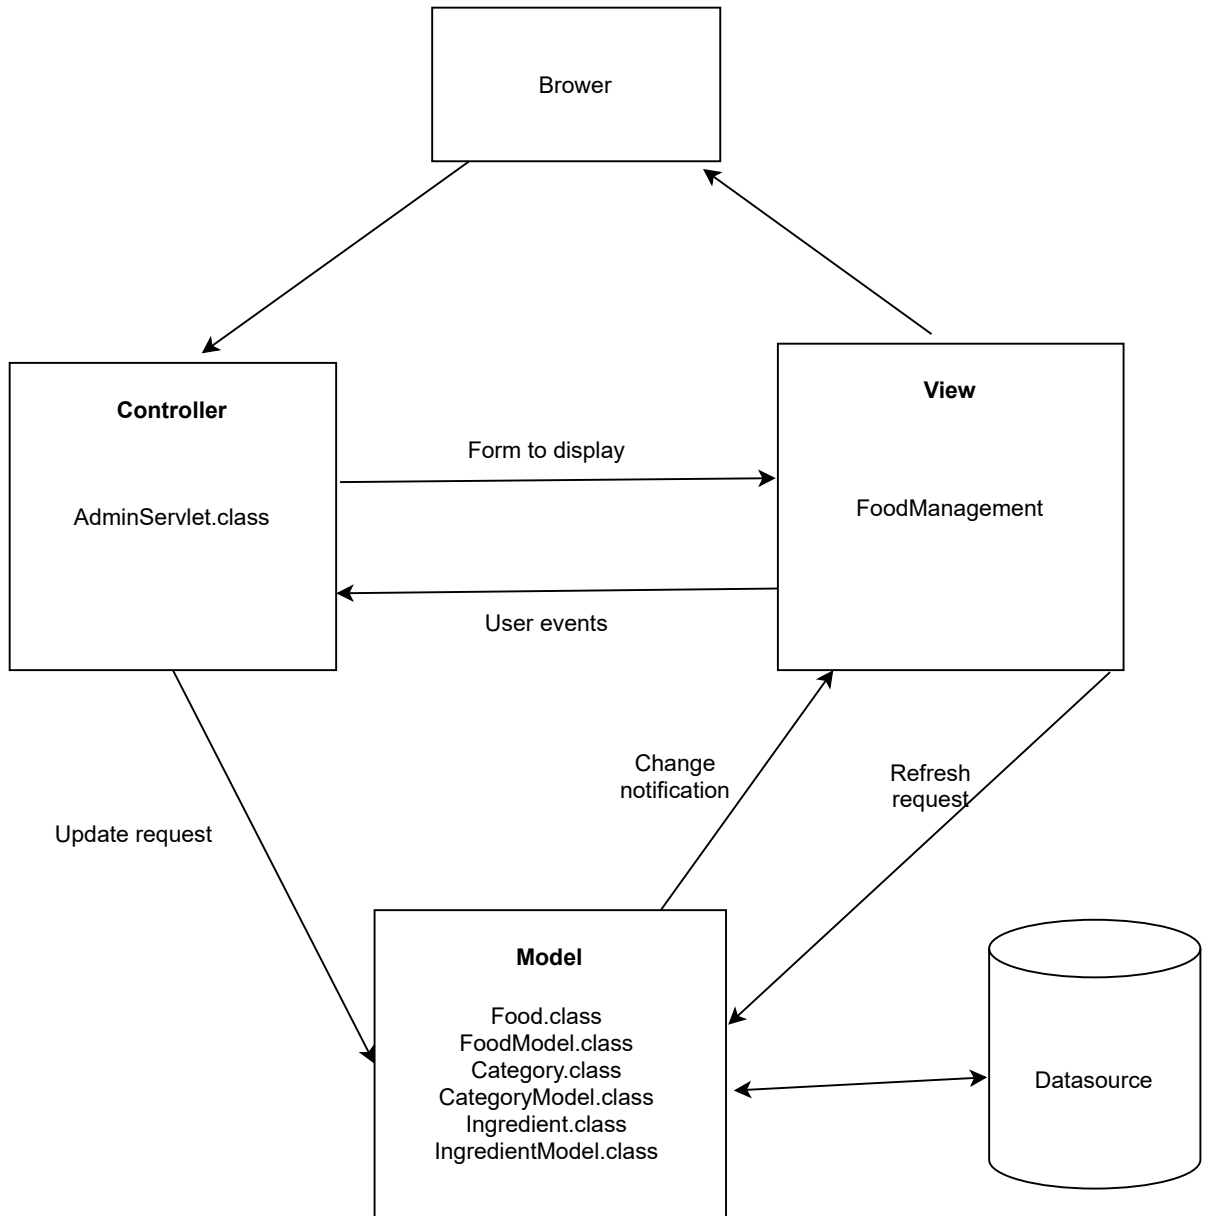 Brower
Controller
AdminServlet.class
Form to display
View
FoodManagement
User events
Change
notification
Refresh
request
Update request
Model
Food.class
FoodModel.class
Category.class
CategoryModel.class
Ingredient.class
IngredientModel.class
Datasource